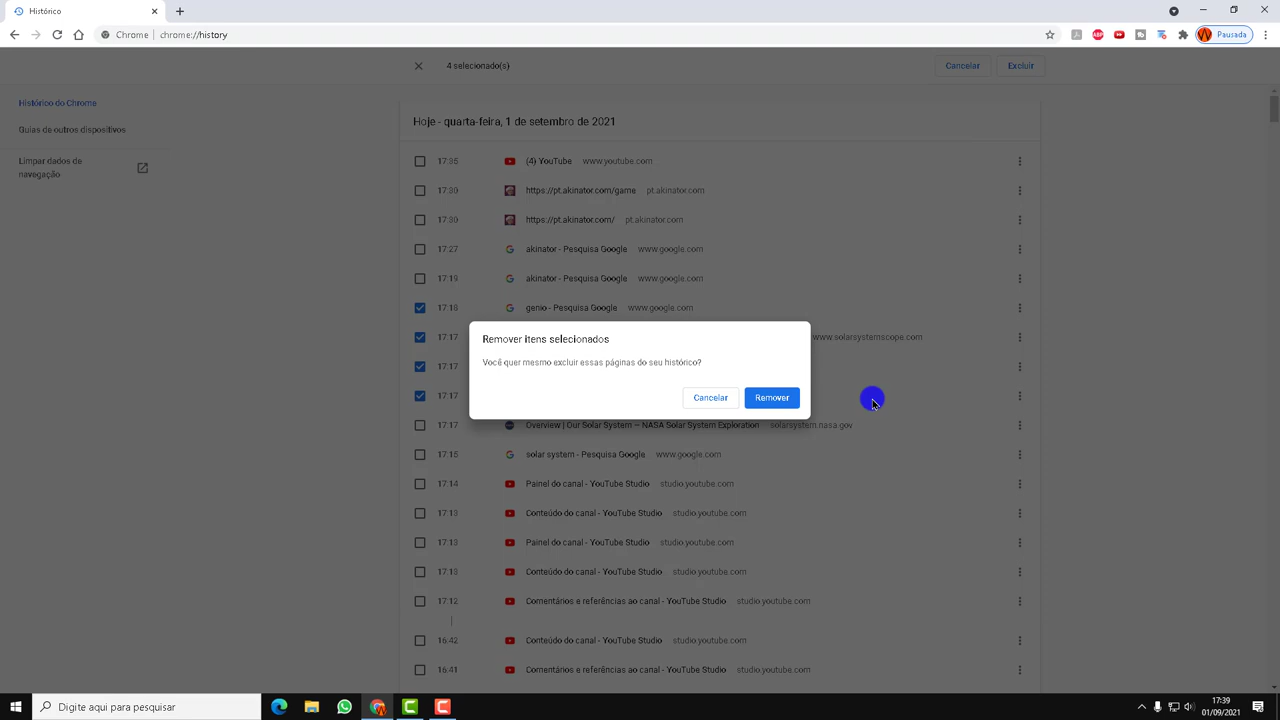 Histórico
Chrome | chrome://history
Pausada
4 selecionado(s)
Cancelar
Excluir
Histórico do Chrome
Guias de outros dispositivos
Limpar dados de
navegação
Hoje - quarta-feira, 1 de setembro de 2021
17:35 (4) YouTube www.youtube.com
17:30 https://pt.akinator.com/game pt.akinator.com
17:30 https://pt.akinator.com/ pt.akinator.com
17:27 akinator - Pesquisa Google www.google.com
17:19 akinator - Pesquisa Google www.google.com
17:18 genio - Pesquisa Google www.google.com
17:17 www.solarsystemscope.com
17:17
17:17
Remover itens selecionados
Você quer mesmo excluir essas páginas do seu histórico?
Cancelar
Remover
17:17 Overview | Our Solar System – NASA Solar System Exploration solarsystem.nasa.gov
17:15 solar system - Pesquisa Google www.google.com
17:14 Painel do canal - YouTube Studio studio.youtube.com
17:13 Conteúdo do canal - YouTube Studio studio.youtube.com
17:13 Painel do canal - YouTube Studio studio.youtube.com
17:13 Conteúdo do canal - YouTube Studio studio.youtube.com
17:12 Comentários e referências ao canal - YouTube Studio studio.youtube.com
16:42 Conteúdo do canal - YouTube Studio studio.youtube.com
16:41 Comentários e referências ao canal - YouTube Studio studio.youtube.com
Digite aqui para pesquisar
17:39
01/09/2021